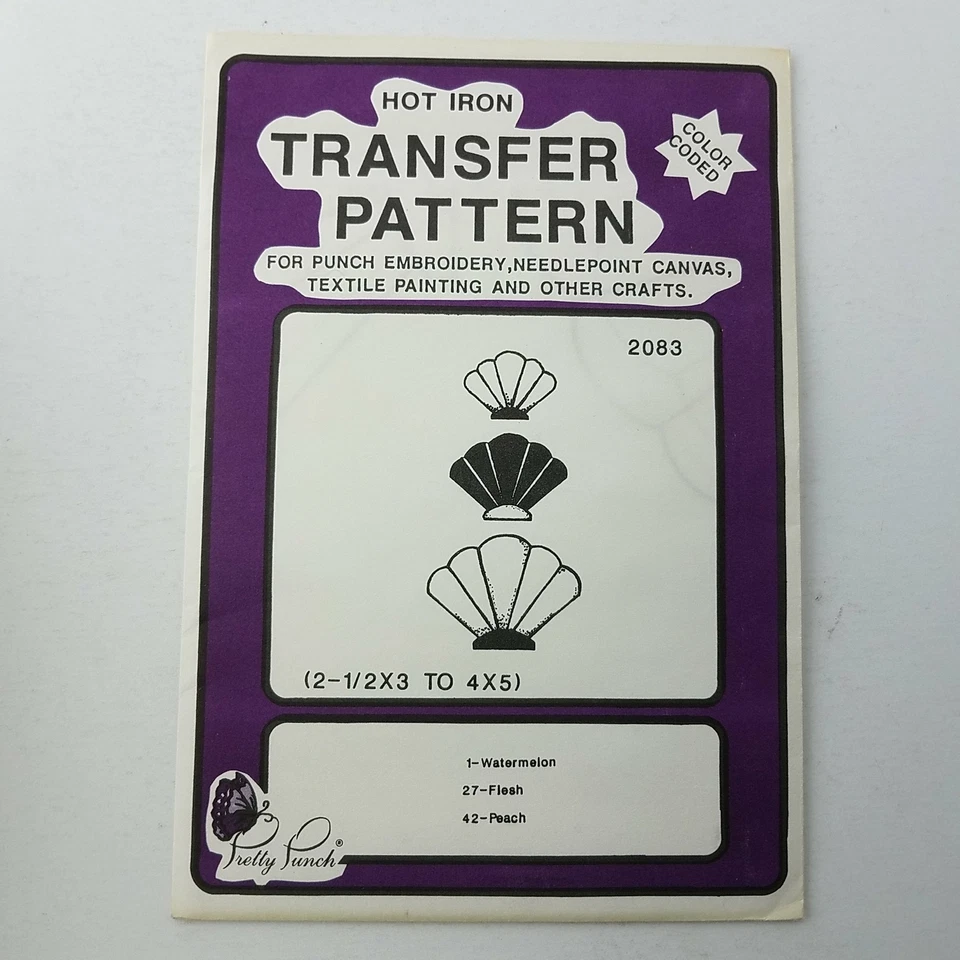 HOT IRON
TRANSFER
PATTERN
COLOR
CODED
FOR PUNCH EMBROIDERY,NEEDLEPOINT CANVAS,
TEXTILE PAINTING AND OTHER CRAFTS.
2083
(2-1/2X3 TO 4X5)
1-Watermelon
27-Flesh
42-Peach
Pretty Punch®